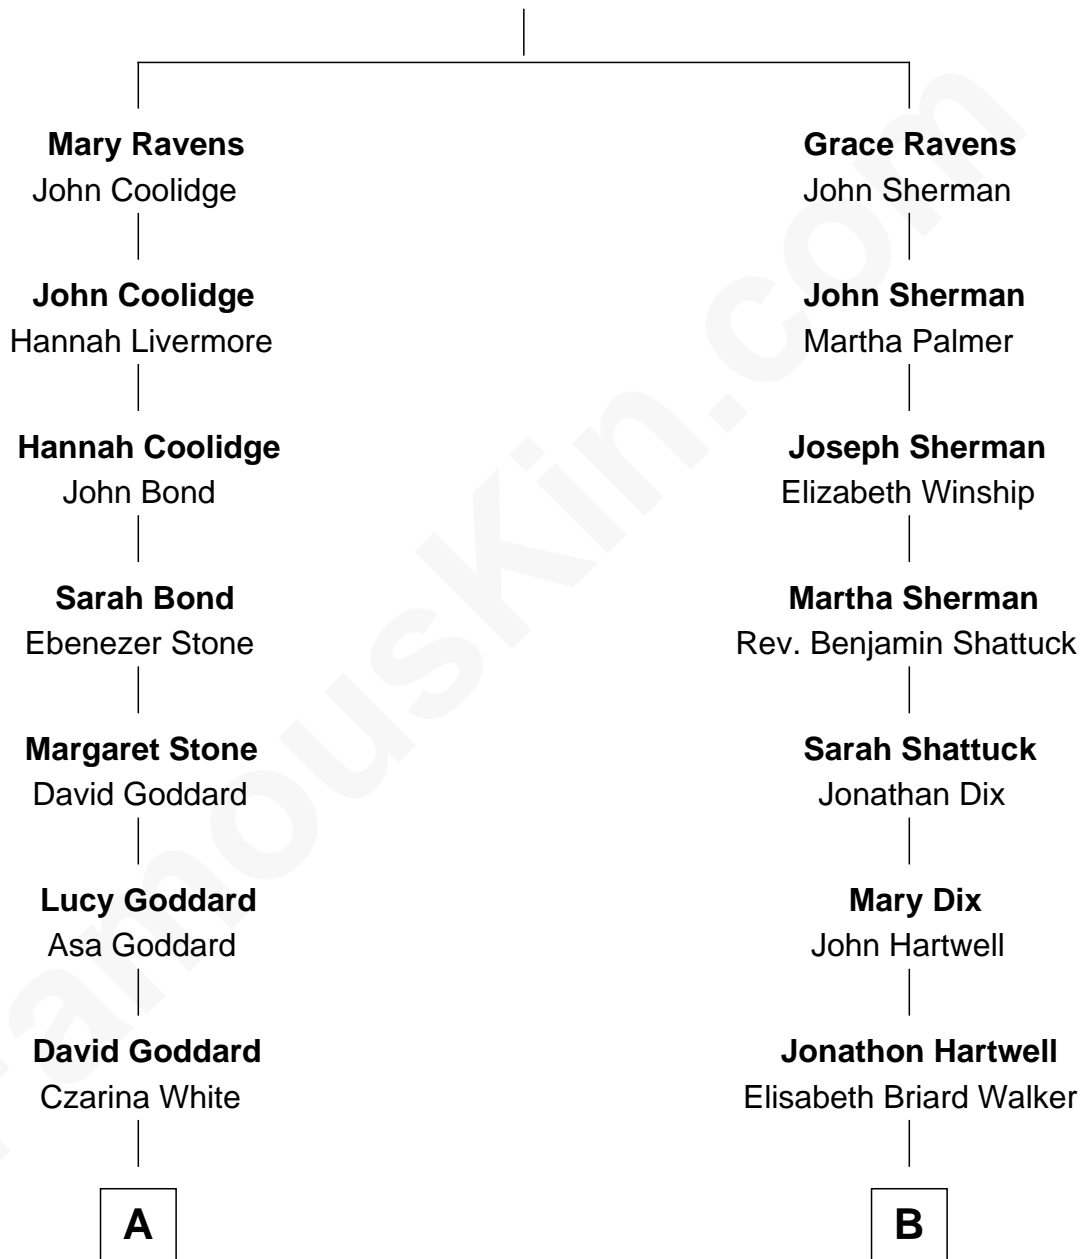 Mary Ravens
John Coolidge
John Coolidge
Hannah Livermore
Hannah Coolidge
John Bond
Sarah Bond
Ebenezer Stone
Margaret Stone
David Goddard
Lucy Goddard
Asa Goddard
David Goddard
Czarina White
A
Grace Ravens
John Sherman
John Sherman
Martha Palmer
Joseph Sherman
Elizabeth Winship
Martha Sherman
Rev. Benjamin Shattuck
Sarah Shattuck
Jonathan Dix
Mary Dix
John Hartwell
Jonathon Hartwell
Elisabeth Briard Walker
B
FamousKin.com